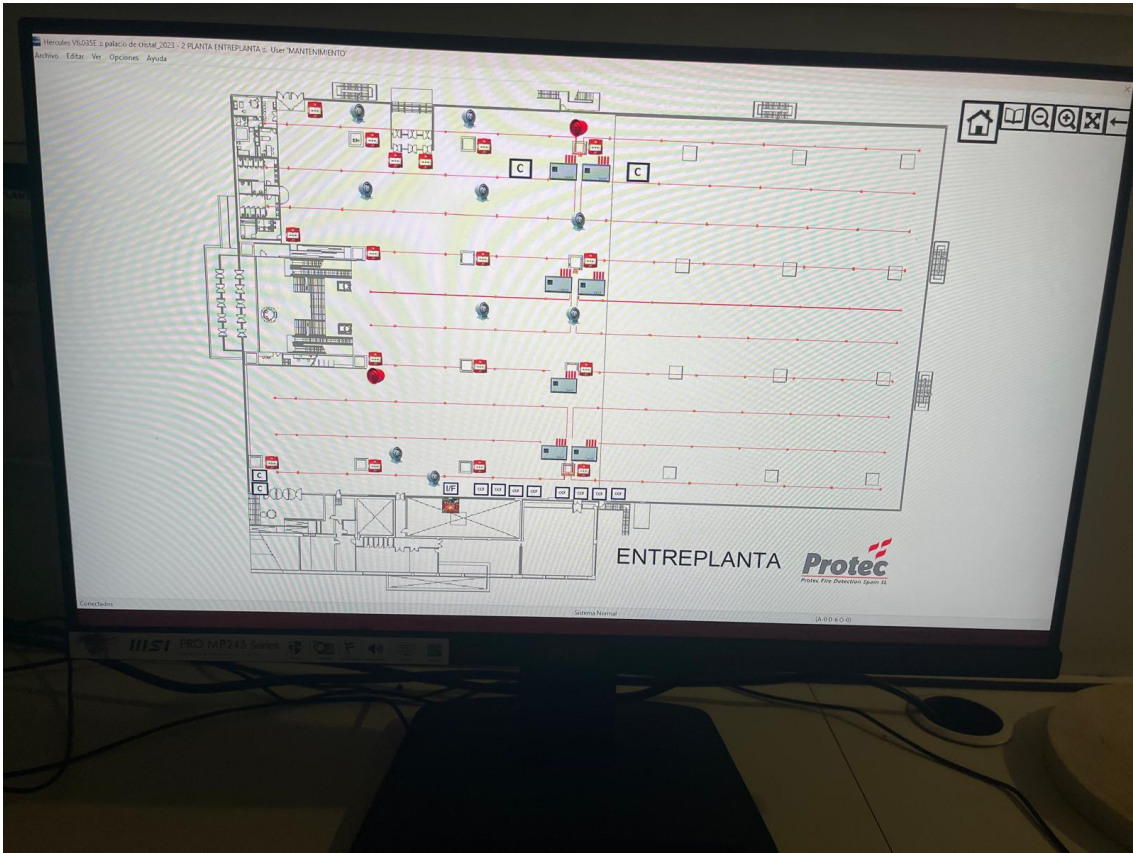 Hercules V6.035E :: palacio de cristal_2023 - 2 PLANTA ENTREPLANTA ::. User 'MANTENIMIENTO'
Archivo Editar Ver Opciones Ayuda
C
C
C
C
I/F
ENTREPLANTA
Protec
Protec Fire Detection Spain SL
Conectados
Sistema Normal
msi PRO MP243 Series